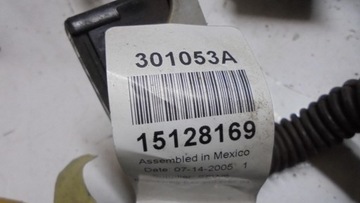 301053A
15128169
Assembled in Mexico
Date: 07-14-2005 1